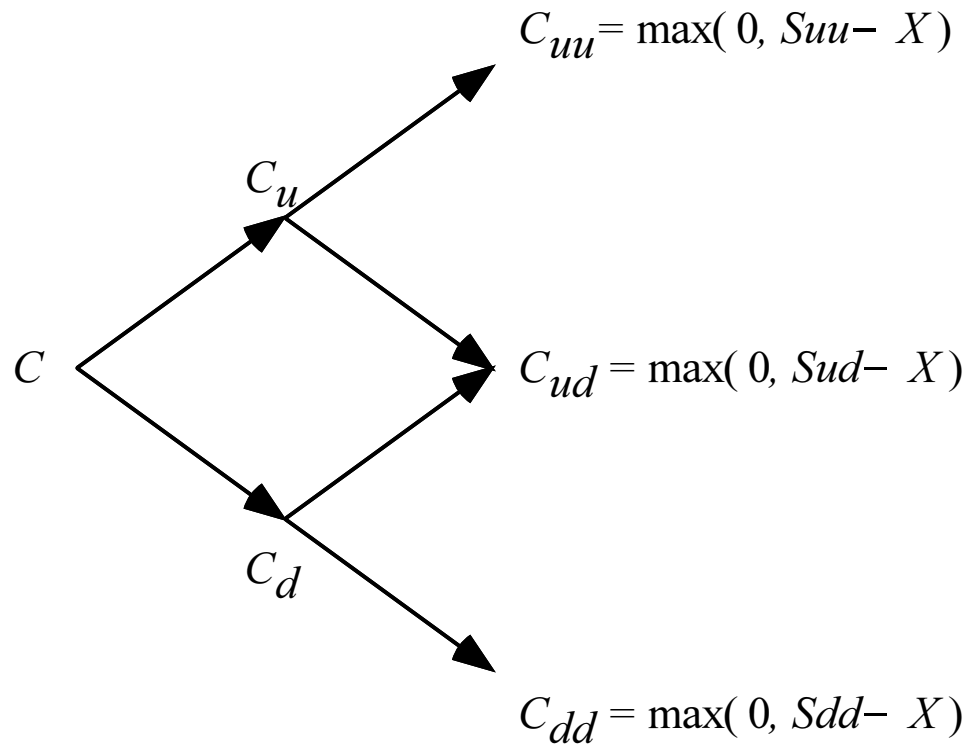 C_uu = max( 0, Suu − X )
C_u
C
C_ud = max( 0, Sud − X )
C_d
C_dd = max( 0, Sdd − X )